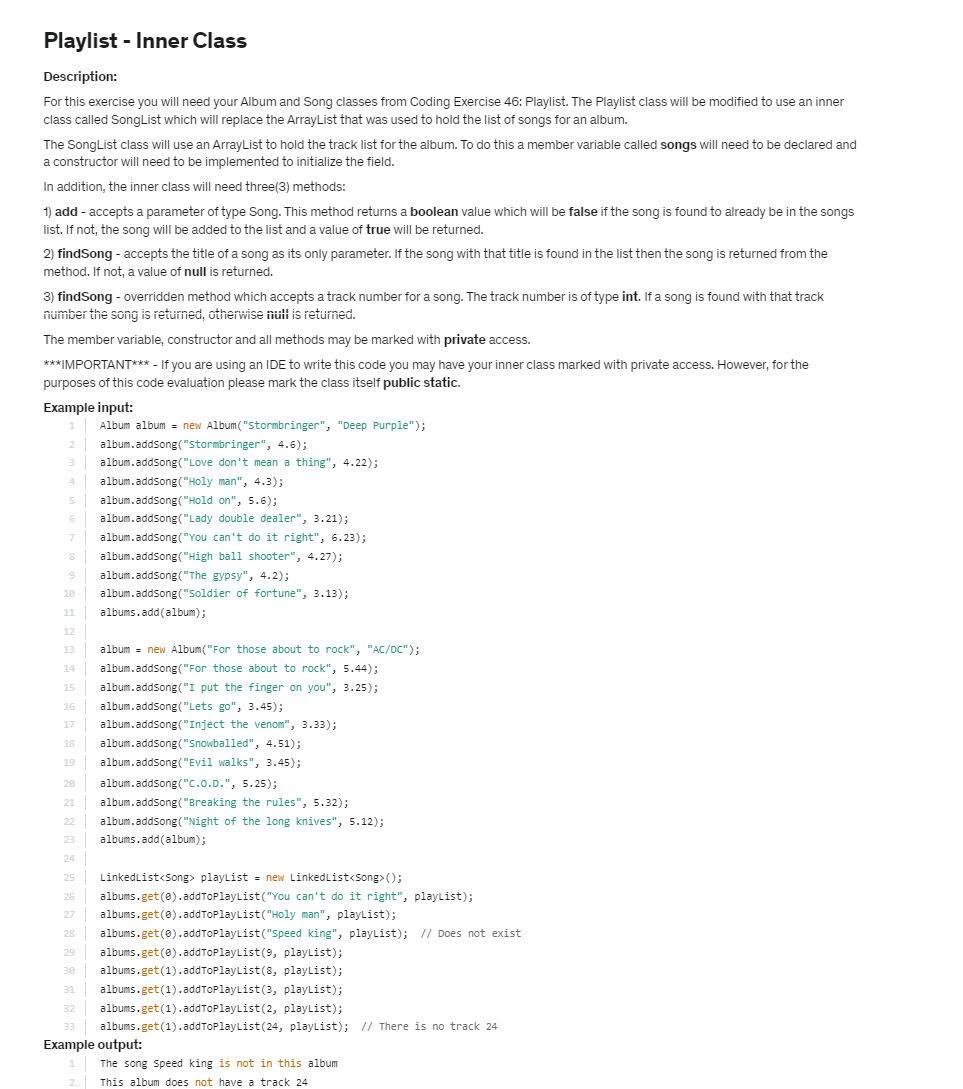 Playlist - Inner Class
Description:
For this exercise you will need your Album and Song classes from Coding Exercise 46: Playlist. The Playlist class will be modified to use an inner
class called SongList which will replace the ArrayList that was used to hold the list of songs for an album.
The SongList class will use an ArrayList to hold the track list for the album. To do this a member variable called songs will need to be declared and
a constructor will need to be implemented to initialize the field.
In addition, the inner class will need three(3) methods:
1) add - accepts a parameter of type Song. This method returns a boolean value which will be false if the song is found to already be in the songs
list. If not, the song will be added to the list and a value of true will be returned.
2) findSong - accepts the title of a song as its only parameter. If the song with that title is found in the list then the song is returned from the
method. If not, a value of null is returned.
3) findSong - overridden method which accepts a track number for a song. The track number is of type int. If a song is found with that track
number the song is returned, otherwise null is returned.
The member variable, constructor and all methods may be marked with private access.
***IMPORTANT*** - If you are using an IDE to write this code you may have your inner class marked with private access. However, for the
purposes of this code evaluation please mark the class itself public static.
Example input:
1 Album album = new Album("Stormbringer", "Deep Purple");
2 album.addSong("Stormbringer", 4.6);
3 album.addSong("Love don't mean a thing", 4.22);
4 album.addSong("Holy man", 4.3);
5 album.addSong("Hold on", 5.6);
6 album.addSong("Lady double dealer", 3.21);
7 album.addSong("You can't do it right", 6.23);
8 album.addSong("High ball shooter", 4.27);
9 album.addSong("The gypsy", 4.2);
10 album.addSong("Soldier of fortune", 3.13);
11 albums.add(album);
12
13 album = new Album("For those about to rock", "AC/DC");
14 album.addSong("For those about to rock", 5.44);
15 album.addSong("I put the finger on you", 3.25);
16 album.addSong("Lets go", 3.45);
17 album.addSong("Inject the venom", 3.33);
18 album.addSong("Snowballed", 4.51);
19 album.addSong("Evil walks", 3.45);
20 album.addSong("C.O.D.", 5.25);
21 album.addSong("Breaking the rules", 5.32);
22 album.addSong("Night of the long knives", 5.12);
23 albums.add(album);
24
25 LinkedList<Song> playList = new LinkedList<Song>();
26 albums.get(0).addToPlayList("You can't do it right", playList);
27 albums.get(0).addToPlayList("Holy man", playList);
28 albums.get(0).addToPlayList("Speed king", playList);  // Does not exist
29 albums.get(0).addToPlayList(9, playList);
30 albums.get(1).addToPlayList(8, playList);
31 albums.get(1).addToPlayList(3, playList);
32 albums.get(1).addToPlayList(2, playList);
33 albums.get(1).addToPlayList(24, playList);  // There is no track 24
Example output:
1 The song Speed king is not in this album
2 This album does not have a track 24